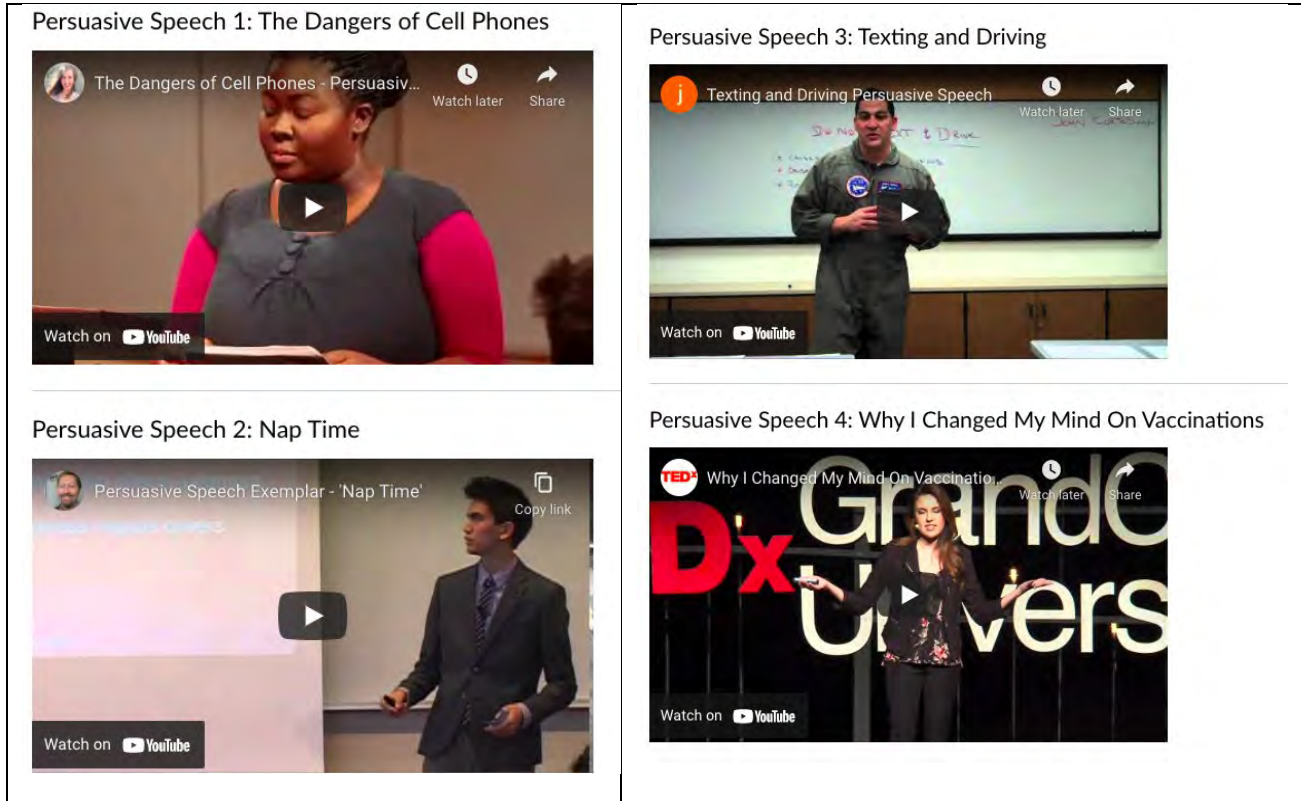 Persuasive Speech 1: The Dangers of Cell Phones
The Dangers of Cell Phones - Persuasiv...
Watch later Share
Watch on YouTube
Persuasive Speech 2: Nap Time
Persuasive Speech Exemplar - 'Nap Time'
Copy link
Watch on YouTube
Persuasive Speech 3: Texting and Driving
j Texting and Driving Persuasive Speech
Watch later Share
& Drive
Watch on YouTube
Persuasive Speech 4: Why I Changed My Mind On Vaccinations
TEDx Why I Changed My Mind On Vaccinatio...
Watch later Share
Dx
Watch on YouTube